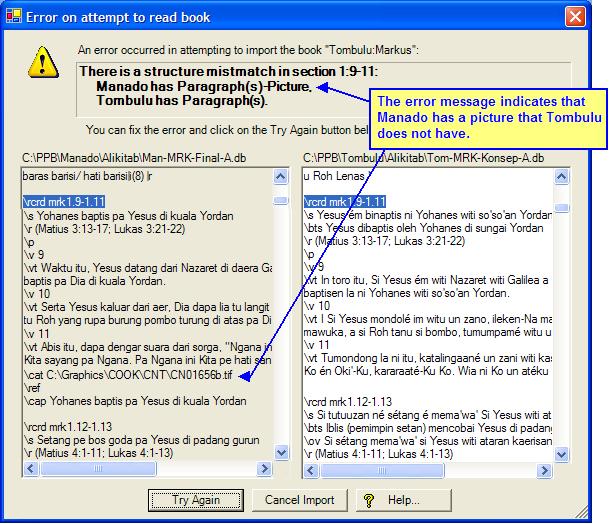 Error on attempt to read book
An error occurred in attempting to import the book "Tombulu:Markus":
There is a structure mistmatch in section 1:9-11:
Manado has Paragraph(s)-Picture,
Tombulu has Paragraph(s).
The error message indicates that
Manado has a picture that Tombulu
does not have.
You can fix the error and click on the Try Again button bel
C:\PPB\Manado\Alikitab\Man-MRK-Final-A.db
baras barisi/ hati barisi|i(8) |r
\rcrd mrk1.9-1.11
\s Yohanes baptis pa Yesus di kuala Yordan
\r (Matius 3:13-17; Lukas 3:21-22)
\p
\v 9
\vt Waktu itu, Yesus datang dari Nazaret di daera Ga
baptis pa Dia di kuala Yordan.
\v 10
\vt Serta Yesus kaluar dari aer, Dia dapa lia tu langit
tu Roh yang rupa burung pombo turung di atas pa Di
\v 11
\vt Abis itu, dapa dengar suara dari sorga, "Ngana in
Kita sayang pa Ngana. Pa Ngana ini Kita pe hati san
\cat C:\Graphics\COOK\CNT\CN01656b.tif
\ref
\cap Yohanes baptis pa Yesus di kuala Yordan
\rcrd mrk1.12-1.13
\s Setang pe bos goda pa Yesus di padang gurun
\r (Matius 4:1-11; Lukas 4:1-13)
C:\PPB\Tombulu\Alikitab\Tom-MRK-Konsep-A.db
u Roh Lenas
\rcrd mrk1.9-1.11
\s Yesus ém binaptis ni Yohanes witi so'so'an Yordan
\bts Yesus dibaptis oleh Yohanes di sungai Yordan
\r (Matius 3:13-17; Lukas 3:21-22)
\p
\v 9
\vt In toro itu, Si Yesus ém witi Nazaret witi Galilea a
baptisen la ni Yohanes witi so'so'an Yordan.
\v 10
\vt I Si Yesus mondolé im witu un zano, ileken-Na ma
mawuka, a si Roh tanu si bombo, tumumpamé witu u
\v 11
\vt Tumondong la ni itu, katalingaané un zani witi kas
Ko én Oki'-Ku, kararaaté-Ku Ko. Wia ni Ko un atéku
\rcrd mrk1.12-1.13
\s Si tutuuzan né sétang é mema'wa' Si Yesus witi at
\bts Iblis (pemimpin setan) mencobai Yesus di padang
\ov Si sétang mema'wa' si Yesus witi ataran kaerisan
\r (Matius 4:1-11; Lukas 4:1-13)
Try Again
Cancel Import
? Help...